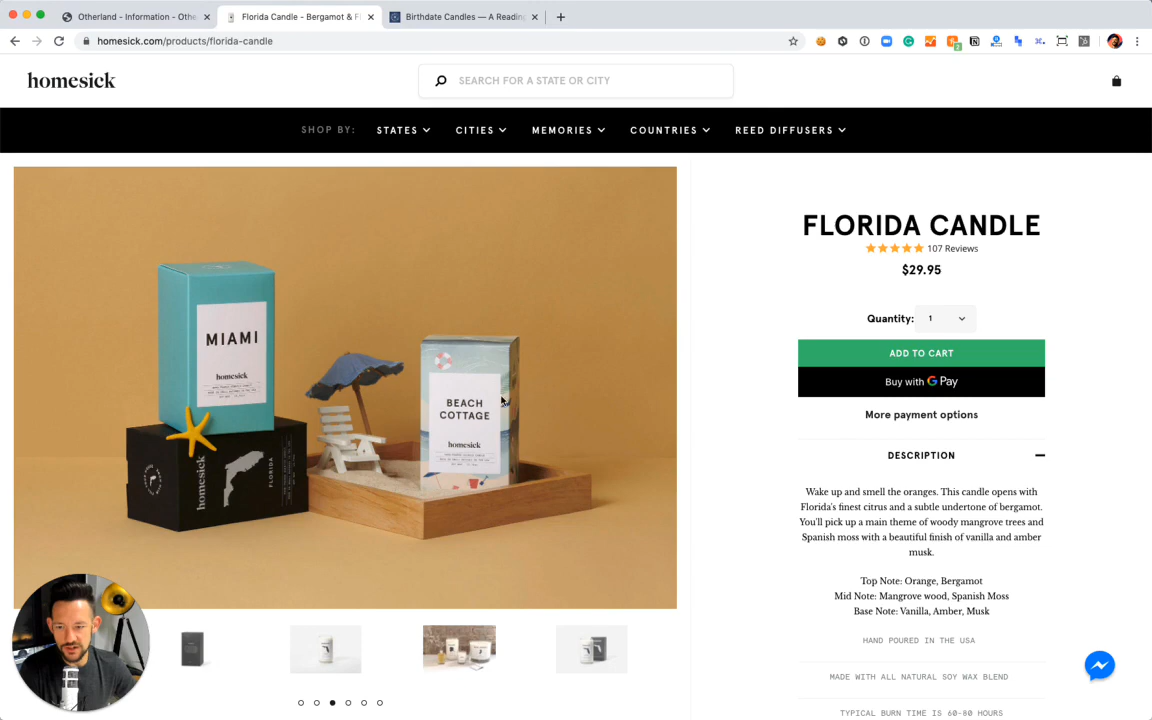 Otherland - Information - Othe
Florida Candle - Bergamot & F
Birthdate Candles — A Reading
homesick.com/products/florida-candle
2
homesick
SEARCH FOR A STATE OR CITY
SHOP BY:
STATES
CITIES
MEMORIES
COUNTRIES
REED DIFFUSERS
MIAMI
homesick
BEACH
COTTAGE
homesick
homesick
FLORIDA
FLORIDA CANDLE
107 Reviews
$29.95
Quantity: 1
ADD TO CART
Buy with G Pay
More payment options
DESCRIPTION
Wake up and smell the oranges. This candle opens with
Florida's finest citrus and a subtle undertone of bergamot.
You'll pick up a main theme of woody mangrove trees and
Spanish moss with a beautiful finish of vanilla and amber
musk.
Top Note: Orange, Bergamot
Mid Note: Mangrove wood, Spanish Moss
Base Note: Vanilla, Amber, Musk
HAND POURED IN THE USA
MADE WITH ALL NATURAL SOY WAX BLEND
TYPICAL BURN TIME IS 60-80 HOURS